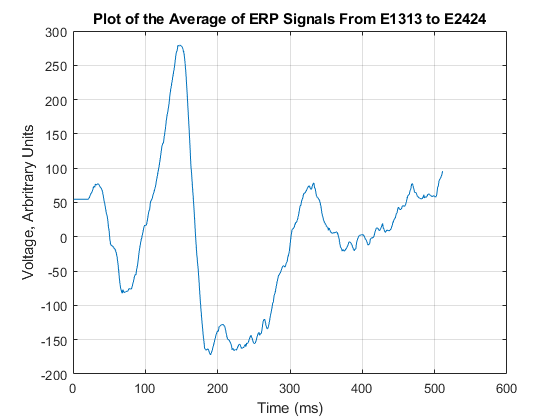 Plot of the Average of ERP Signals From E1313 to E2424
300
250
200
150
100
50
0
-50
-100
-150
-200
Voltage, Arbritrary Units
0 100 200 300 400 500 600
Time (ms)